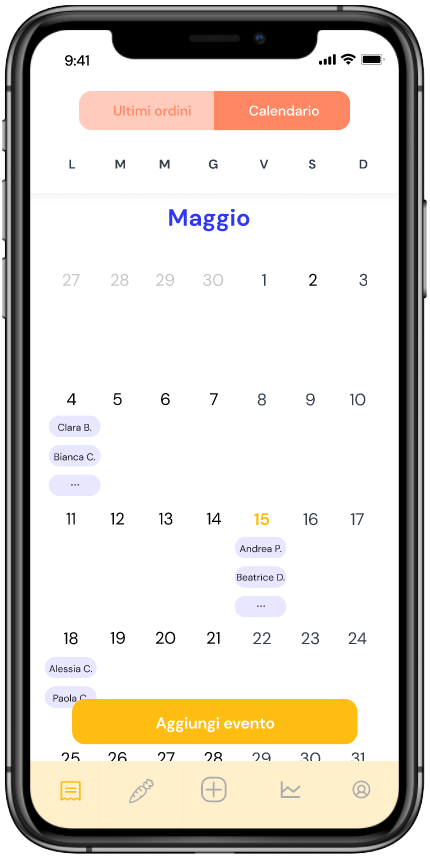 9:41
Ultimi ordini Calendario
L M M G V S D
Maggio
27 28 29 30 1 2 3
4 5 6 7 8 9 10
Clara B.
Bianca C.
...
11 12 13 14 15 16 17
Andrea P.
Beatrice D.
...
18 19 20 21 22 23 24
Alessia C.
Paola C.
Aggiungi evento
25 26 27 28 29 30 31